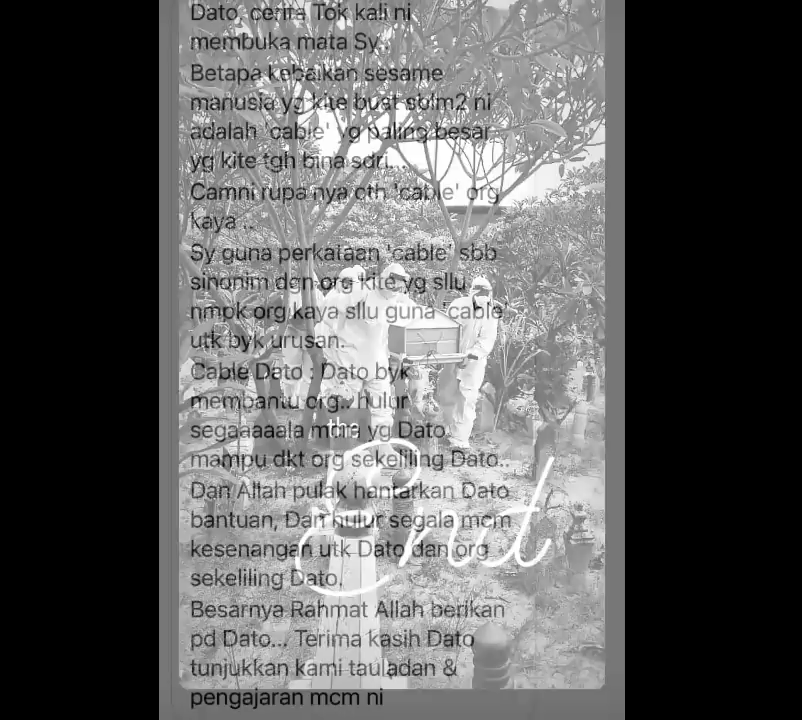 Dato, cerita Tok kali ni
membuka mata Sy..
Betapa kebaikan sesame
manusia yg kite bust sblm2 ni
adalah 'cable' yg paling besar
yg kite tgh bina sdri....
Camni rupa nya cth 'cable' org
kaya ..
Sy guna perkataan 'cable' sbb
sinonim dgn org kite yg sllu
nmpk org kaya sllu guna 'cable
utk byk urusan.
Cable Dato : Dato byk
membantu org.. hulur
segaaaaala mcm yg Dato
mampu dkt org sekeliling Dato..
Dan Allah pulak hantarkan Dato
bantuan, Dan hulur segala mcm
kesenangan utk Dato dan org
sekeliling Dato,
Besarnya Rahmat Allah berikan
pd Dato... Terima kasih Dato
tunjukkan kami tauladan &
pengajaran mcm ni
the
End